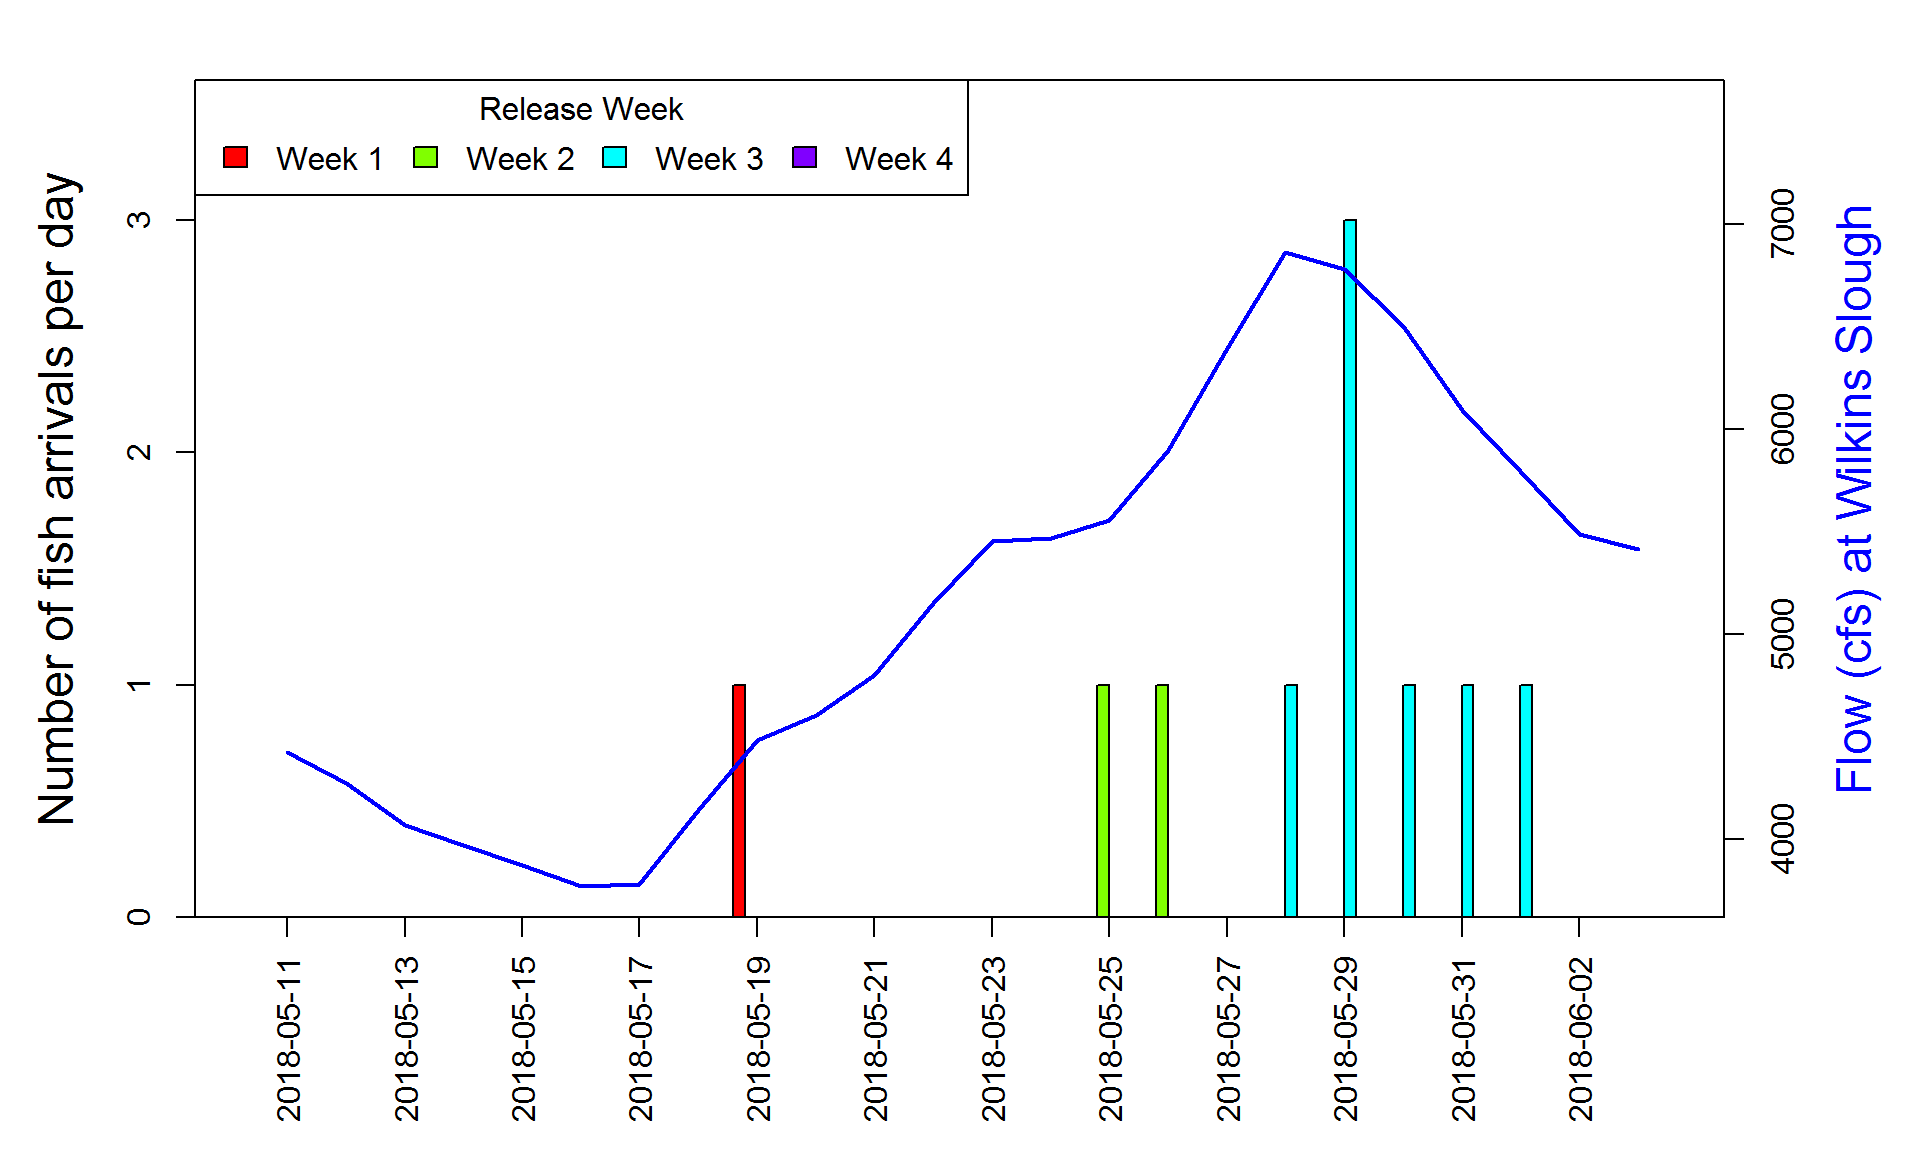 Release Week
Week 1
Week 2
Week 3
Week 4
Number of fish arrivals per day
3
2
1
0
7000
6000
5000
4000
Flow (cfs) at Wilkins Slough
2018-05-11
2018-05-13
2018-05-15
2018-05-17
2018-05-19
2018-05-21
2018-05-23
2018-05-25
2018-05-27
2018-05-29
2018-05-31
2018-06-02